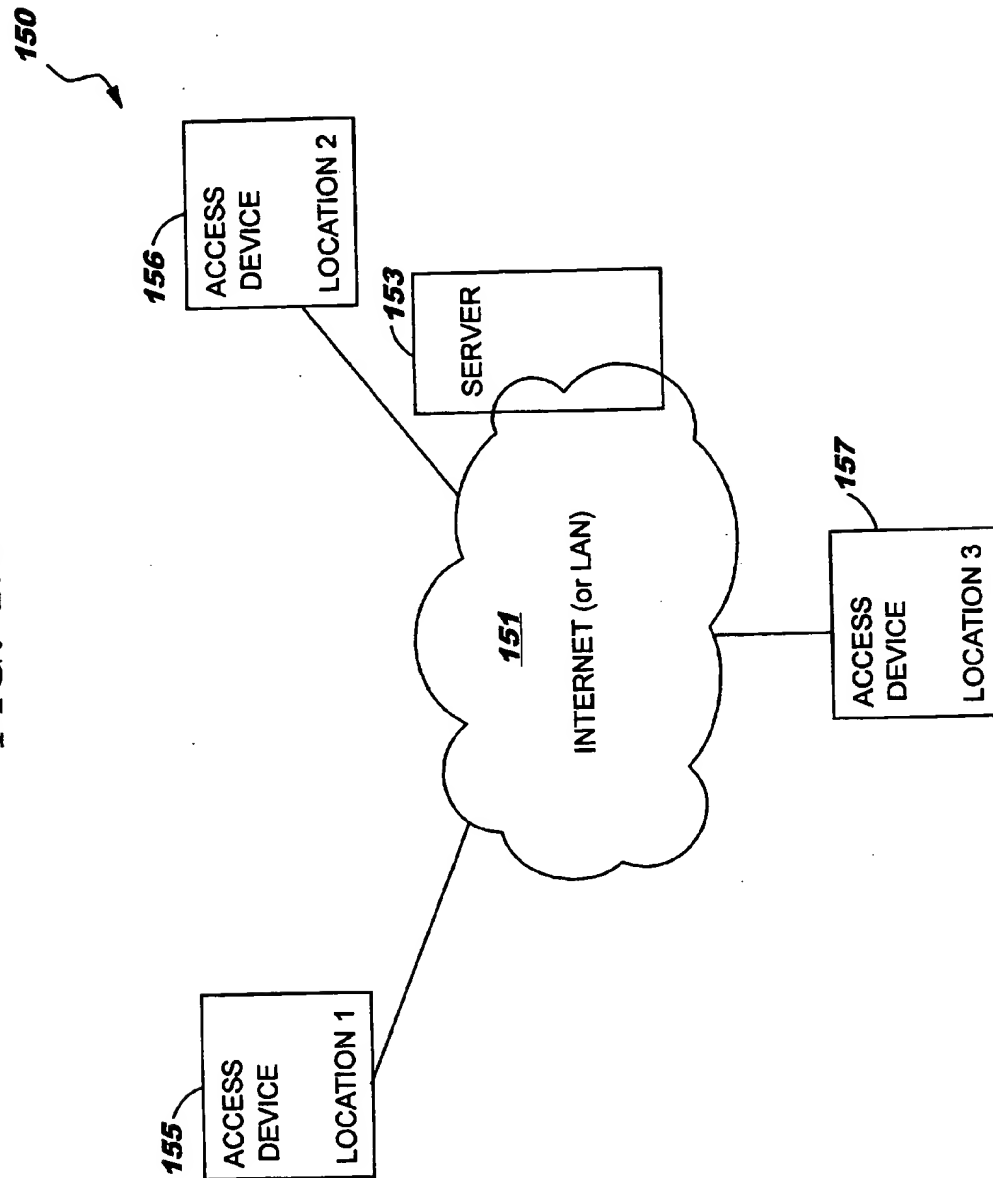 150
156
ACCESS
DEVICE
LOCATION 2
153
SERVER
155
ACCESS
DEVICE
LOCATION 1
151
INTERNET (or LAN)
157
ACCESS
DEVICE
LOCATION 3